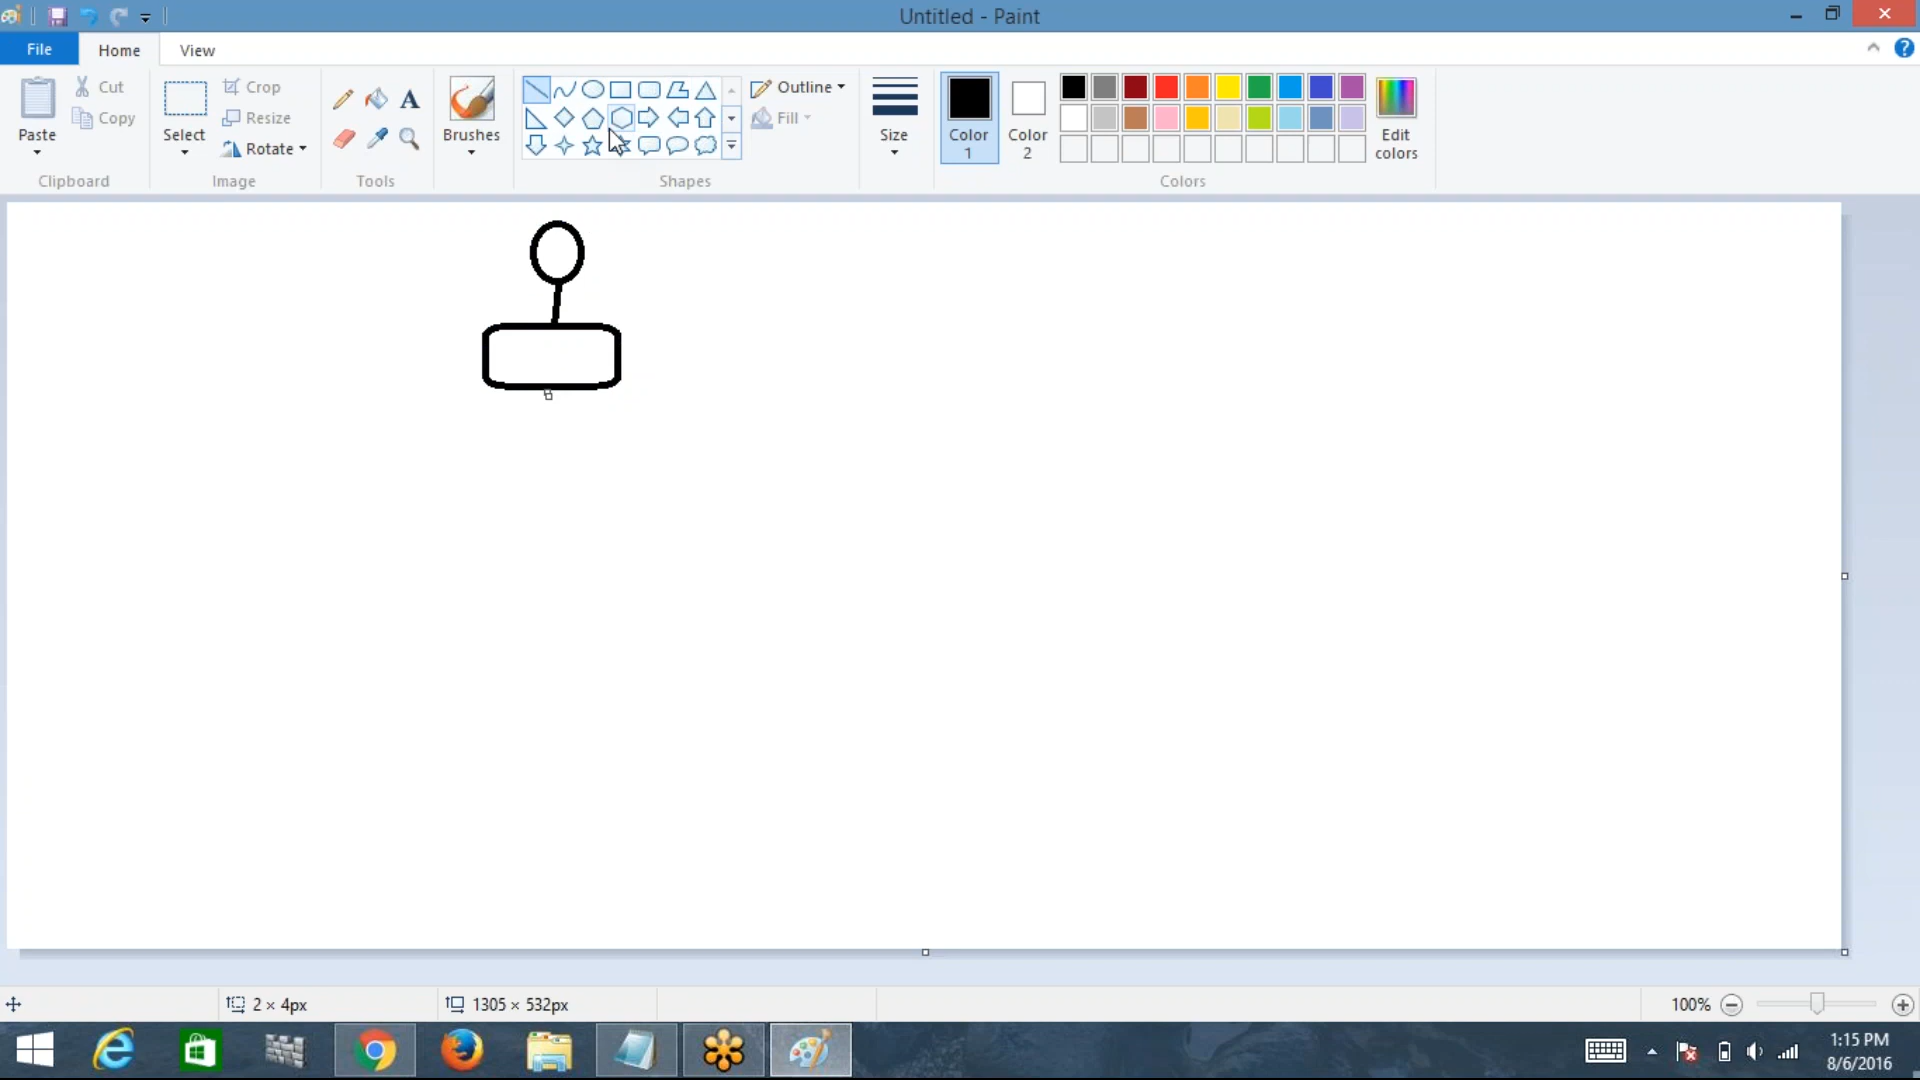 Untitled - Paint
File
Home
View
Paste
Cut
Copy
Clipboard
Select
Crop
Resize
Rotate
Image
A
Tools
Brushes
Shapes
Outline
Fill
Size
Color
1
Color
2
Edit
colors
Colors
2 × 4px
1305 × 532px
100%
1:15 PM
8/6/2016